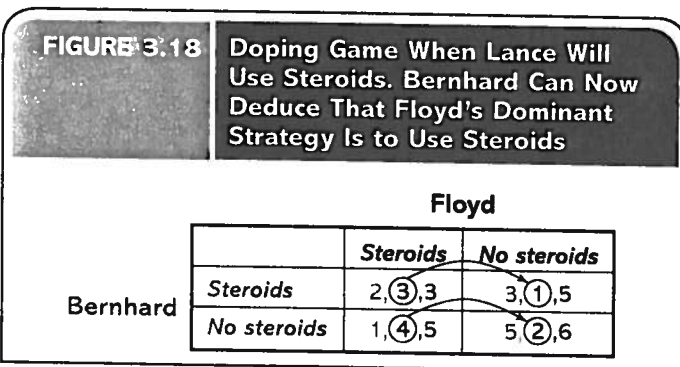 FIGURE 3.18
Doping Game When Lance Will
Use Steroids. Bernhard Can Now
Deduce That Floyd's Dominant
Strategy Is to Use Steroids
Floyd
Steroids No steroids
Bernhard
Steroids 2,3,3 3,1,5
No steroids 1,4,5 5,2,6